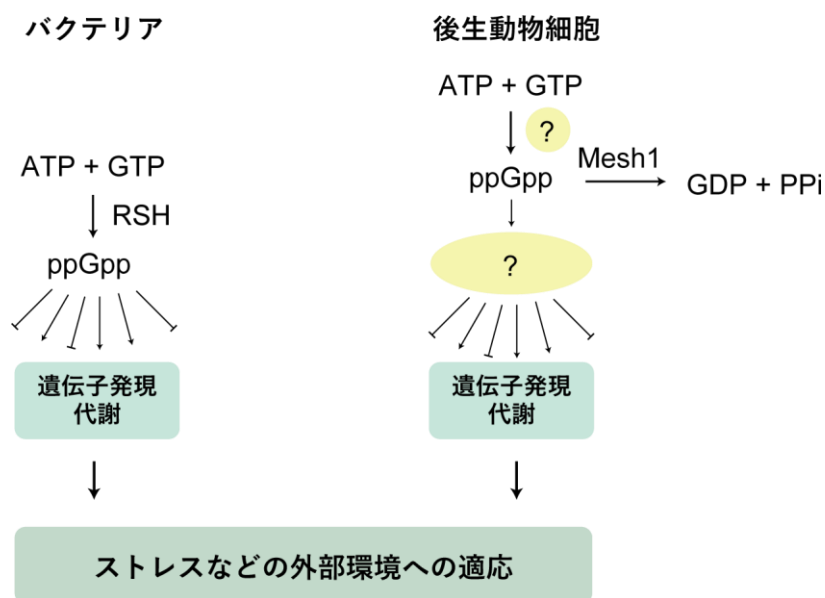 バクテリア
ATP + GTP
RSH
ppGpp
遺伝子発現
代謝
後生動物細胞
ATP + GTP
?
Mesh1
ppGpp
GDP + PPi
?
遺伝子発現
代謝
ストレスなどの外部環境への適応